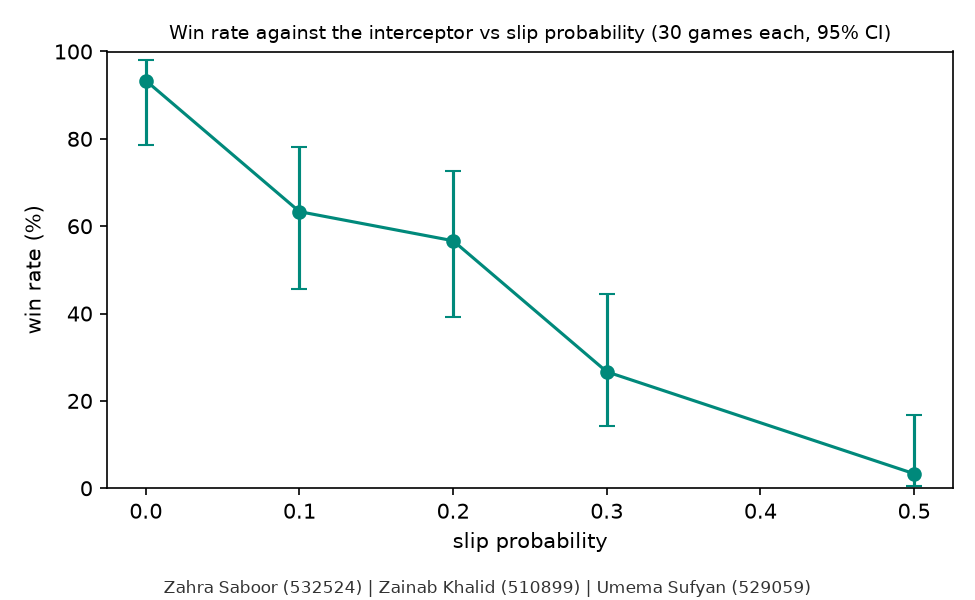 Win rate against the interceptor vs slip probability (30 games each, 95% CI)
100
80
60
40
20
0
win rate (%)
0.0 0.1 0.2 0.3 0.4 0.5
slip probability
Zahra Saboor (532524) | Zainab Khalid (510899) | Umema Sufyan (529059)